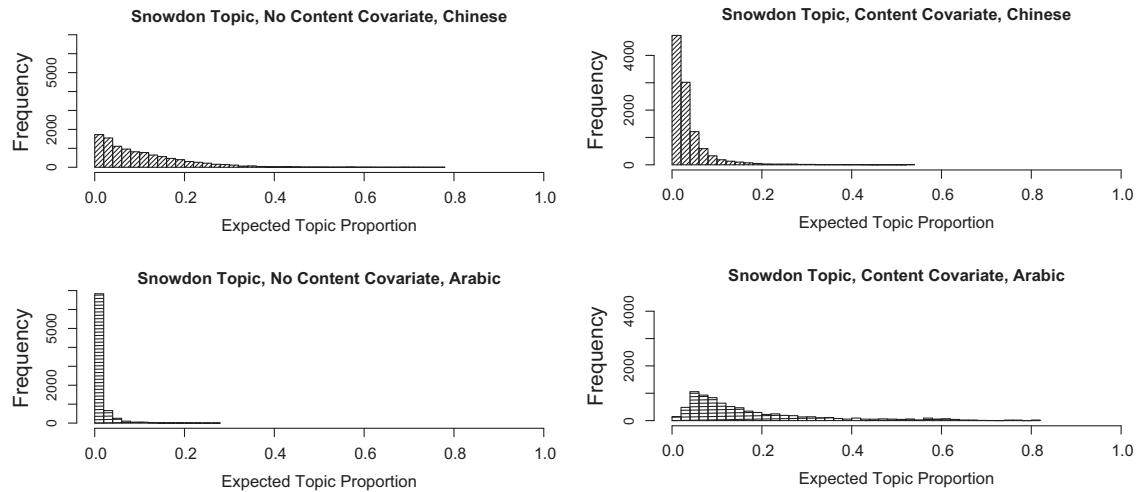 Snowdon Topic, No Content Covariate, Chinese
Frequency
0 2000 5000
0.0 0.2 0.4 0.6 0.8 1.0
Expected Topic Proportion
Snowdon Topic, Content Covariate, Chinese
Frequency
0 2000 4000
0.0 0.2 0.4 0.6 0.8 1.0
Expected Topic Proportion
Snowdon Topic, No Content Covariate, Arabic
Frequency
0 2000 5000
0.0 0.2 0.4 0.6 0.8 1.0
Expected Topic Proportion
Snowdon Topic, Content Covariate, Arabic
Frequency
0 2000 4000
0.0 0.2 0.4 0.6 0.8 1.0
Expected Topic Proportion